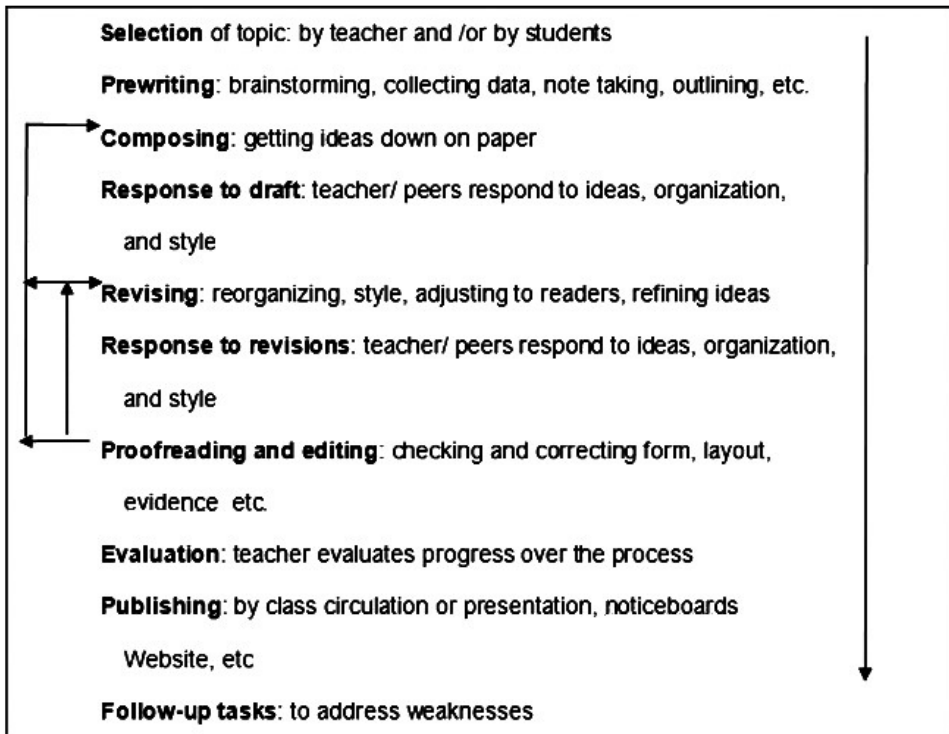 Selection of topic: by teacher and /or by students
Prewriting: brainstorming, collecting data, note taking, outlining, etc.
Composing: getting ideas down on paper
Response to draft: teacher/ peers respond to ideas, organization,
and style
Revising: reorganizing, style, adjusting to readers, refining ideas
Response to revisions: teacher/ peers respond to ideas, organization,
and style
Proofreading and editing: checking and correcting form, layout,
evidence etc.
Evaluation: teacher evaluates progress over the process
Publishing: by class circulation or presentation, noticeboards
Website, etc
Follow-up tasks: to address weaknesses